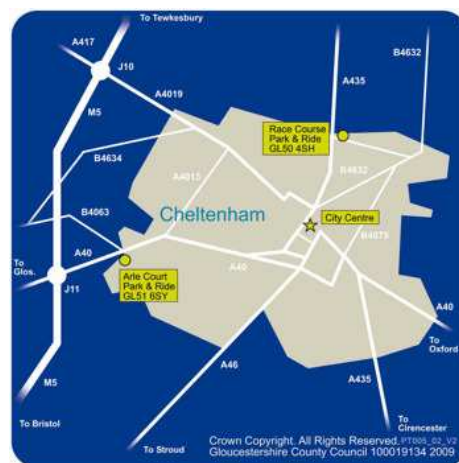 To Tewkesbury
A417
J10
M5
A4019
A435
B4632
Race Course
Park & Ride
GL50 4SH
B4634
A4013
B4632
Cheltenham
City Centre
B4063
B4075
A40
To
Glos.
J11
Arle Court
Park & Ride
GL51 6SY
A40
A40
To
Oxford
A46
A435
M5
To Bristol
To Stroud
To
Cirencester
Crown Copyright. All Rights Reserved. PT005_02_V2
Gloucestershire County Council 100019134 2009